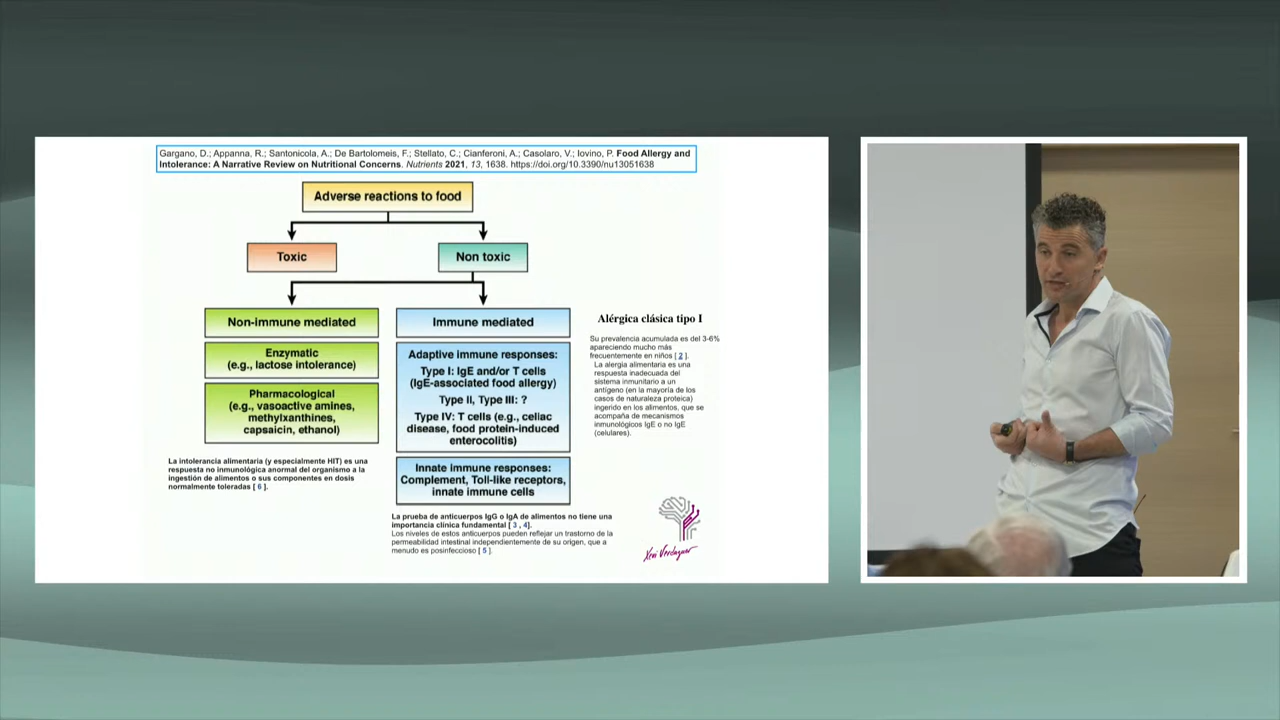 Gargano, D.; Appanna, R.; Santonicola, A.; De Bartolomeis, F.; Stellato, C.; Cianferoni, A.; Casolaro, V.; Iovino, P. Food Allergy and
Intolerance: A Narrative Review on Nutritional Concerns. Nutrients 2021, 13, 1638. https://doi.org/10.3390/nu13051638
Adverse reactions to food
Toxic
Non toxic
Non-immune mediated
Enzymatic
(e.g., lactose intolerance)
Pharmacological
(e.g., vasoactive amines,
methylxanthines,
capsaicin, ethanol)
La intolerancia alimentaria (y especialmente HIT) es una
respuesta no inmunológica anormal del organismo a la
ingestión de alimentos o sus componentes en dosis
normalmente toleradas [ 6 ].
Immune mediated
Adaptive immune responses:
Type I: IgE and/or T cells
(IgE-associated food allergy)
Type II, Type III: ?
Type IV: T cells (e.g., celiac
disease, food protein-induced
enterocolitis)
Innate immune responses:
Complement, Toll-like receptors,
innate immune cells
La prueba de anticuerpos IgG o IgA de alimentos no tiene una
importancia clínica fundamental [ 3 , 4].
Los niveles de estos anticuerpos pueden reflejar un trastorno de la
permeabilidad intestinal independientemente de su origen, que a
menudo es posinfeccioso [ 5 ].
Alérgica clásica tipo I
Su prevalencia acumulada es del 3-6%
apareciendo mucho más
frecuentemente en niños [ 2 ].
La alergia alimentaria es una
respuesta inadecuada del
sistema inmunitario a un
antígeno (en la mayoría de los
casos de naturaleza proteica)
ingerido en los alimentos, que se
acompaña de mecanismos
inmunológicos IgE o no IgE
(celulares).
Xevi Verdaguer